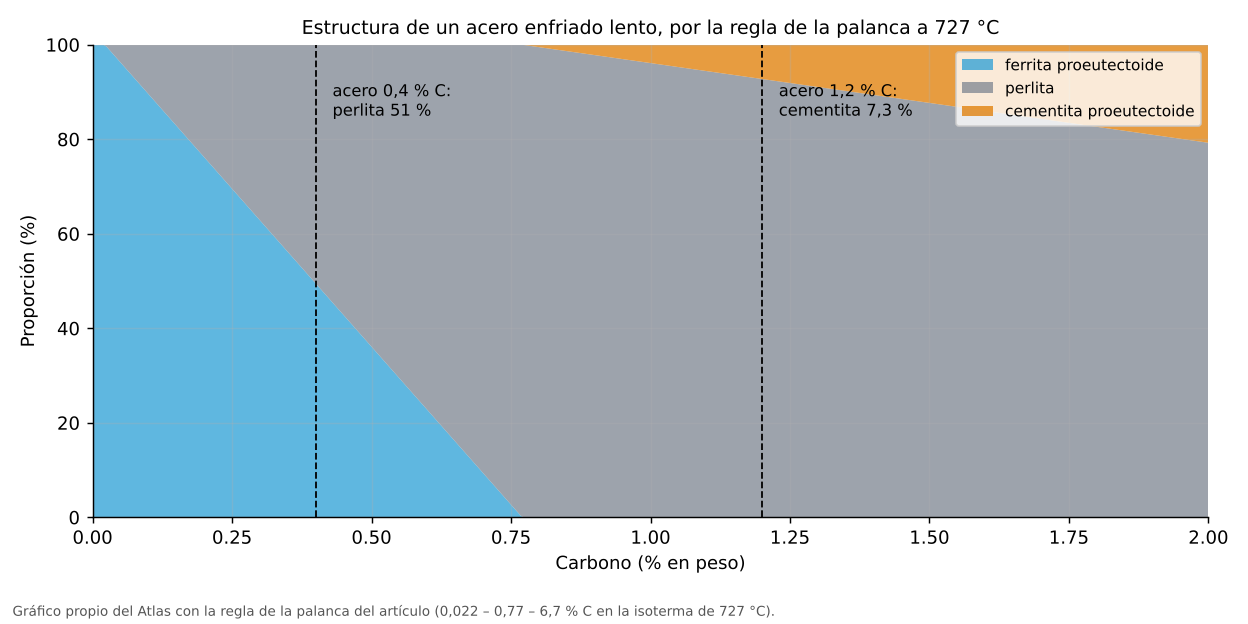 Estructura de un acero enfriado lento, por la regla de la palanca a 727 °C
Proporción (%)
100
80
60
40
20
0
acero 0,4 % C:
perlita 51 %
acero 1,2 % C:
cementita 7,3 %
ferrita proeutectoide
perlita
cementita proeutectoide
0.00 0.25 0.50 0.75 1.00 1.25 1.50 1.75 2.00
Carbono (% en peso)
Gráfico propio del Atlas con la regla de la palanca del artículo (0,022 – 0,77 – 6,7 % C en la isoterma de 727 °C).